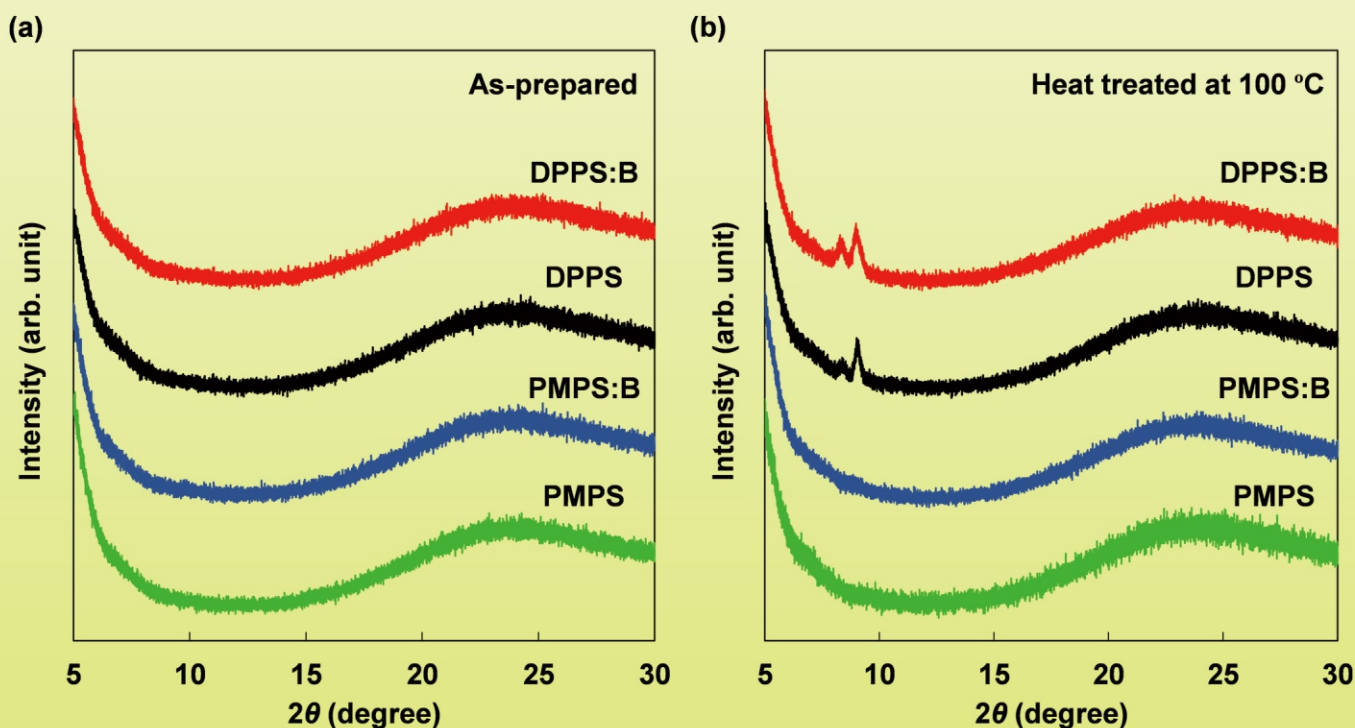 (a)
As-prepared
DPPS:B
DPPS
PMPS:B
PMPS
Intensity (arb. unit)
5 10 15 20 25 30
2θ (degree)
(b)
Heat treated at 100 °C
DPPS:B
DPPS
PMPS:B
PMPS
Intensity (arb. unit)
5 10 15 20 25 30
2θ (degree)